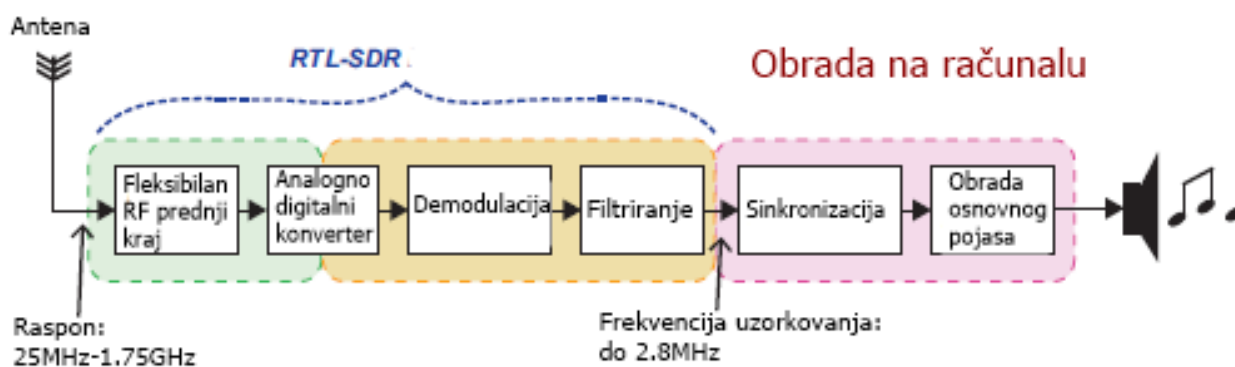 Antena
RTL-SDR
Obrada na računalu
Fleksibilan
RF prednji
kraj
Analogno
digitalni
konverter
Demodulacija
Filtriranje
Sinkronizacija
Obrada
osnovnog
pojasa
Raspon:
25MHz-1.75GHz
Frekvencija uzorkovanja:
do 2.8MHz